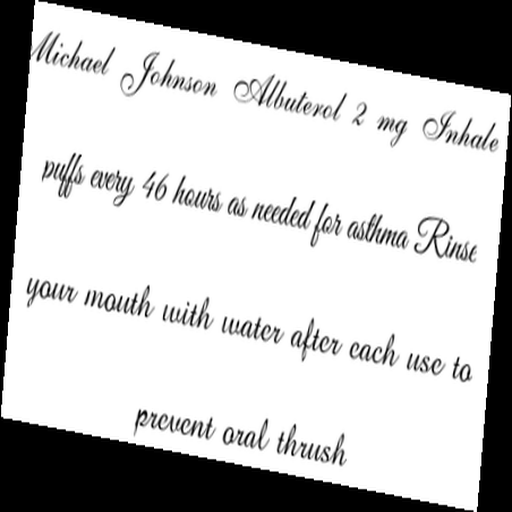 Michael Johnson Albuterol 2 mg Inhale
puffs every 46 hours as needed for asthma Rinse
your mouth with water after each use to
prevent oral thrush